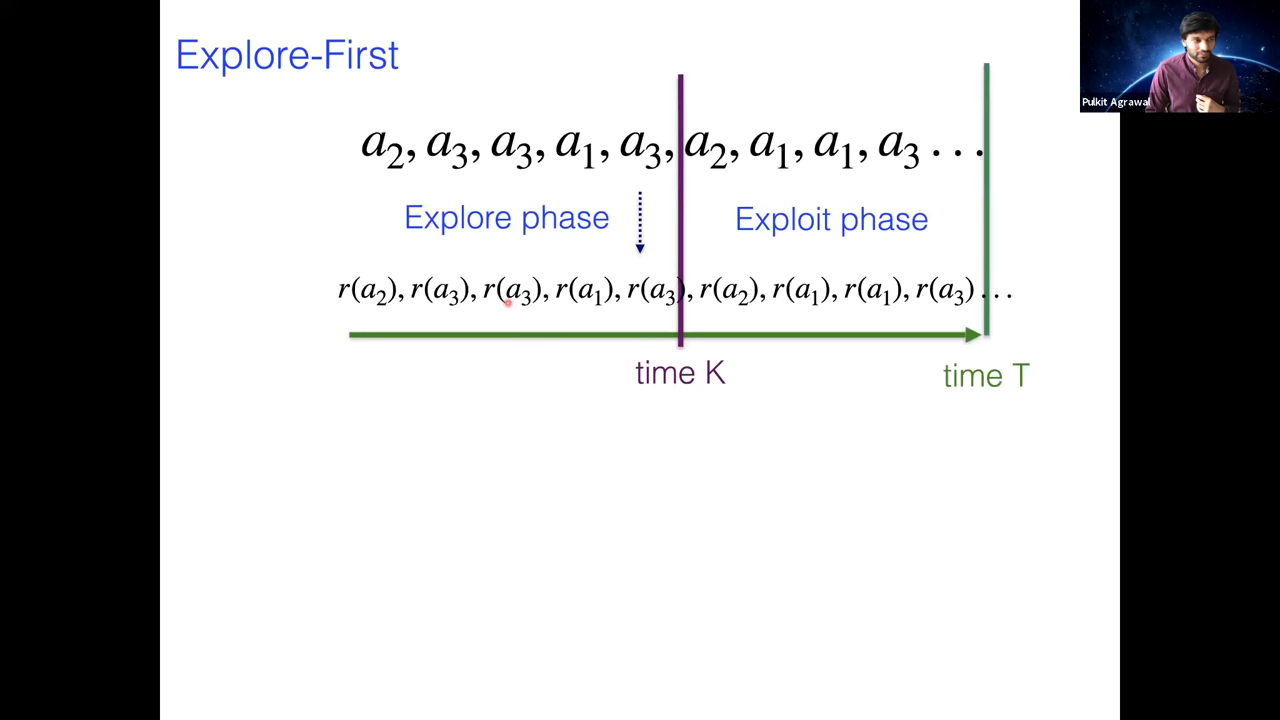 Explore-First
Pulkit Agrawal
a₂, a₃, a₃, a₁, a₃, a₂, a₁, a₁, a₃ …
Explore phase
Exploit phase
r(a₂), r(a₃), r(a₃), r(a₁), r(a₃), r(a₂), r(a₁), r(a₁), r(a₃) …
time K
time T